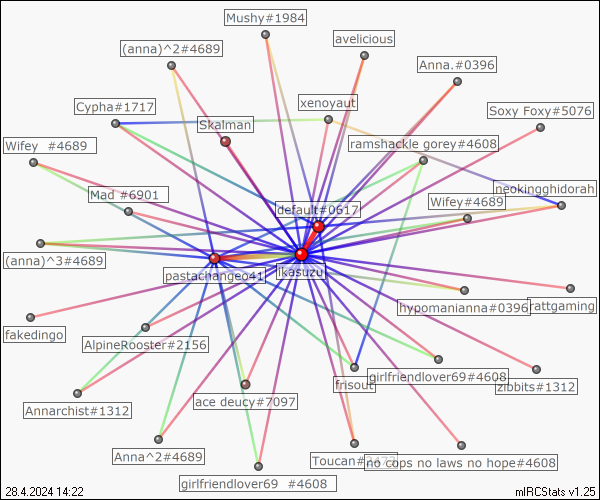 Mushy#1984
avelicious
(anna)^2#4689
Anna.#0396
Cypha#1717
xenoyaut
Soxy Foxy#5076
Skalman
ramshackle gorey#4608
Wifey #4689
neokingghidorah
Mad #6901
Wifey#4689
default#0617
(anna)^3#4689
ikasuzu
pastachangeo41
hypomanianna#0396
rattgaming
fakedingo
AlpineRooster#2156
girlfriendlover69#4608
zibbits#1312
frisout
Annarchist#1312
ace deucy#7097
Anna^2#4689
Toucan
no cops no laws no hope#4608
girlfriendlover69 #4608
28.4.2024 14:22
mIRCStats v1.25